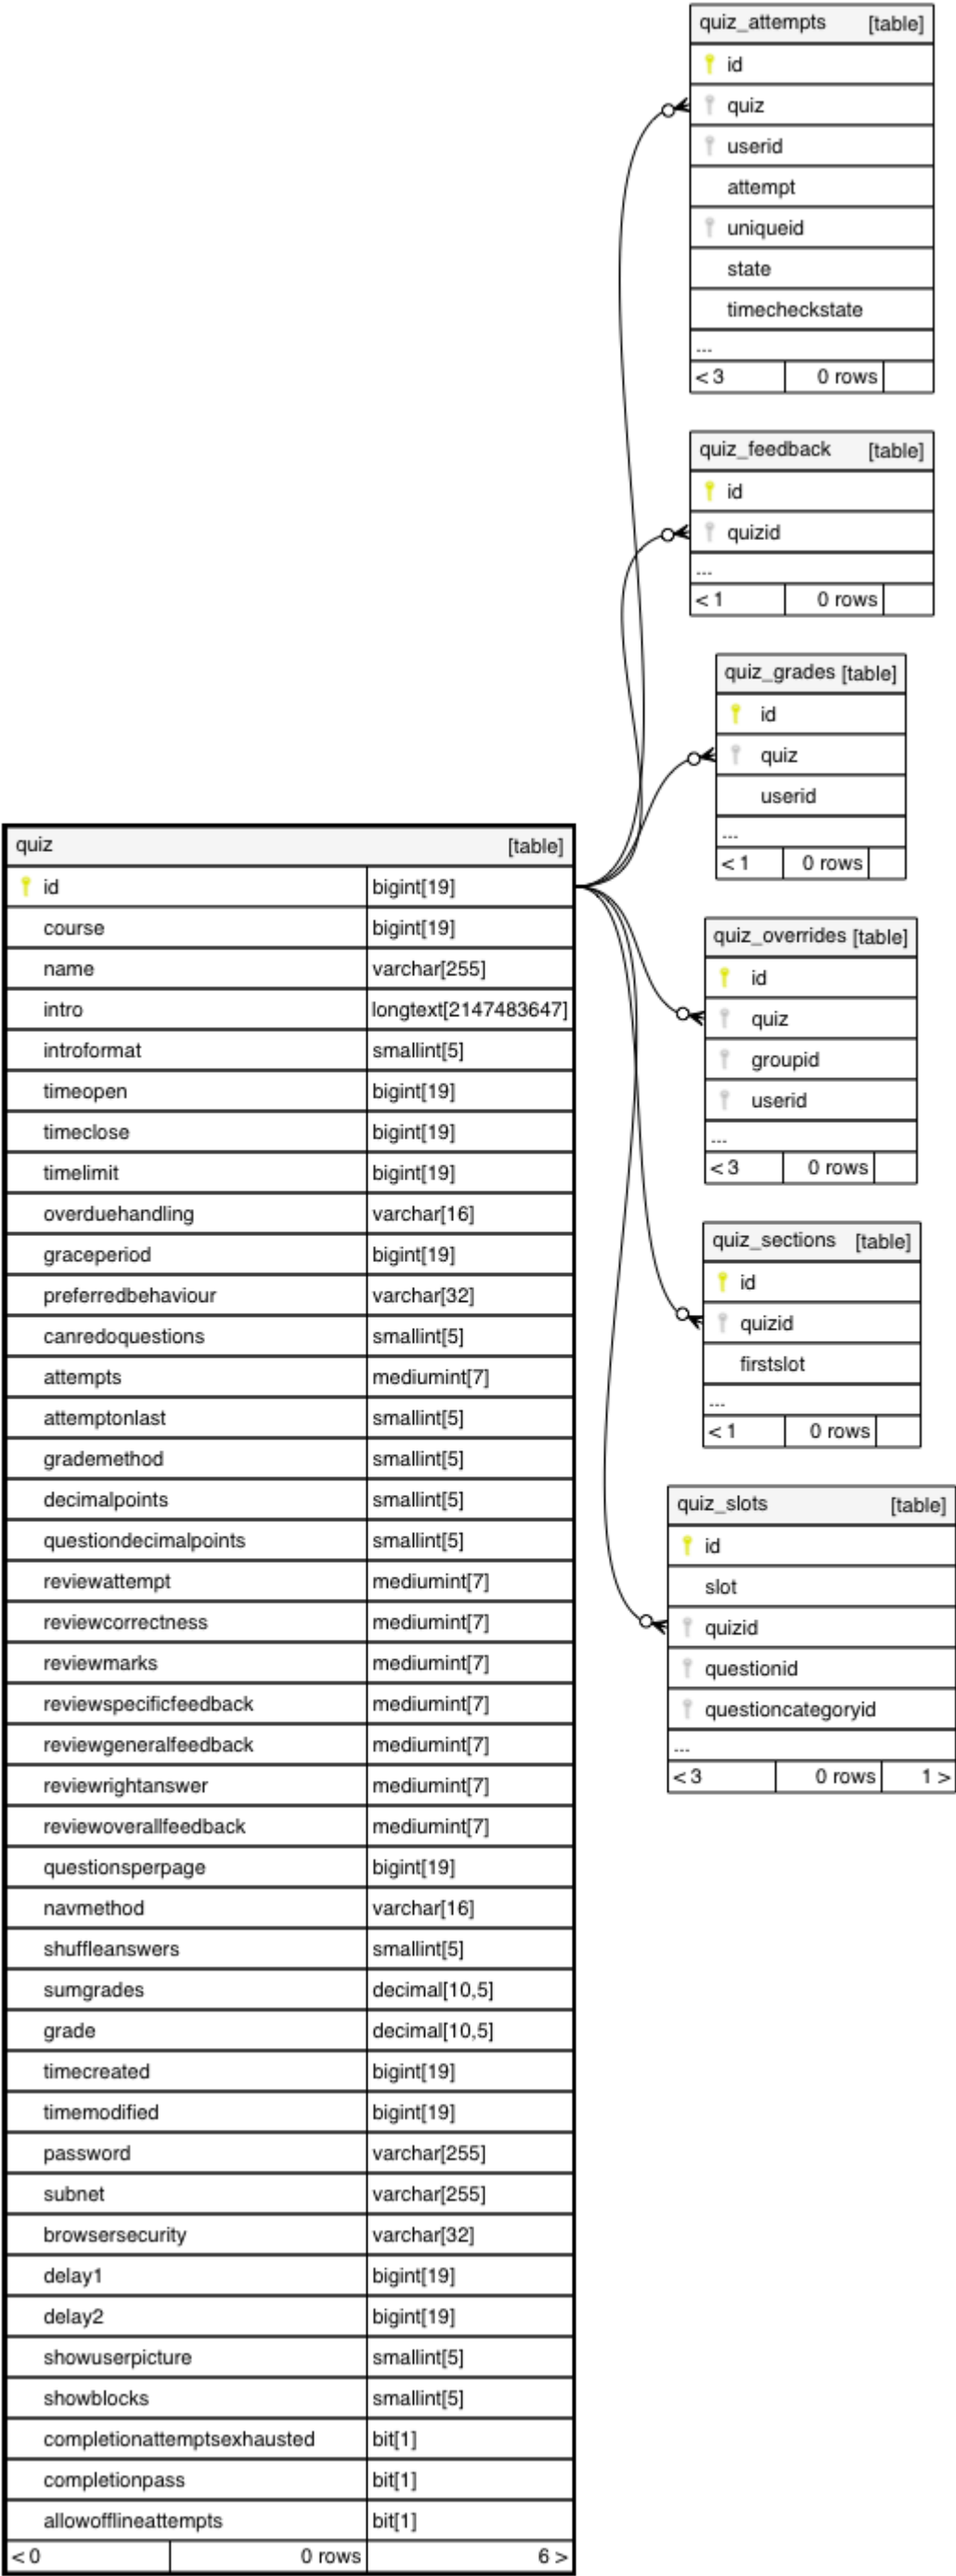 quiz_attempts [table]
id
quiz
userid
attempt
uniqueid
state
timecheckstate
...
< 3 0 rows
quiz_feedback [table]
id
quizid
...
< 1 0 rows
quiz_grades [table]
id
quiz
userid
...
< 1 0 rows
quiz_overrides [table]
id
quiz
groupid
userid
...
< 3 0 rows
quiz_sections [table]
id
quizid
firstslot
...
< 1 0 rows
quiz_slots [table]
id
slot
quizid
questionid
questioncategoryid
...
< 3 0 rows 1 >
quiz [table]
id bigint[19]
course bigint[19]
name varchar[255]
intro longtext[2147483647]
introformat smallint[5]
timeopen bigint[19]
timeclose bigint[19]
timelimit bigint[19]
overduehandling varchar[16]
graceperiod bigint[19]
preferredbehaviour varchar[32]
canredoquestions smallint[5]
attempts mediumint[7]
attemptonlast smallint[5]
grademethod smallint[5]
decimalpoints smallint[5]
questiondecimalpoints smallint[5]
reviewattempt mediumint[7]
reviewcorrectness mediumint[7]
reviewmarks mediumint[7]
reviewspecificfeedback mediumint[7]
reviewgeneralfeedback mediumint[7]
reviewrightanswer mediumint[7]
reviewoverallfeedback mediumint[7]
questionsperpage bigint[19]
navmethod varchar[16]
shuffleanswers smallint[5]
sumgrades decimal[10,5]
grade decimal[10,5]
timecreated bigint[19]
timemodified bigint[19]
password varchar[255]
subnet varchar[255]
browsersecurity varchar[32]
delay1 bigint[19]
delay2 bigint[19]
showuserpicture smallint[5]
showblocks smallint[5]
completionattemptsexhausted bit[1]
completionpass bit[1]
allowofflineattempts bit[1]
< 0 0 rows 6 >